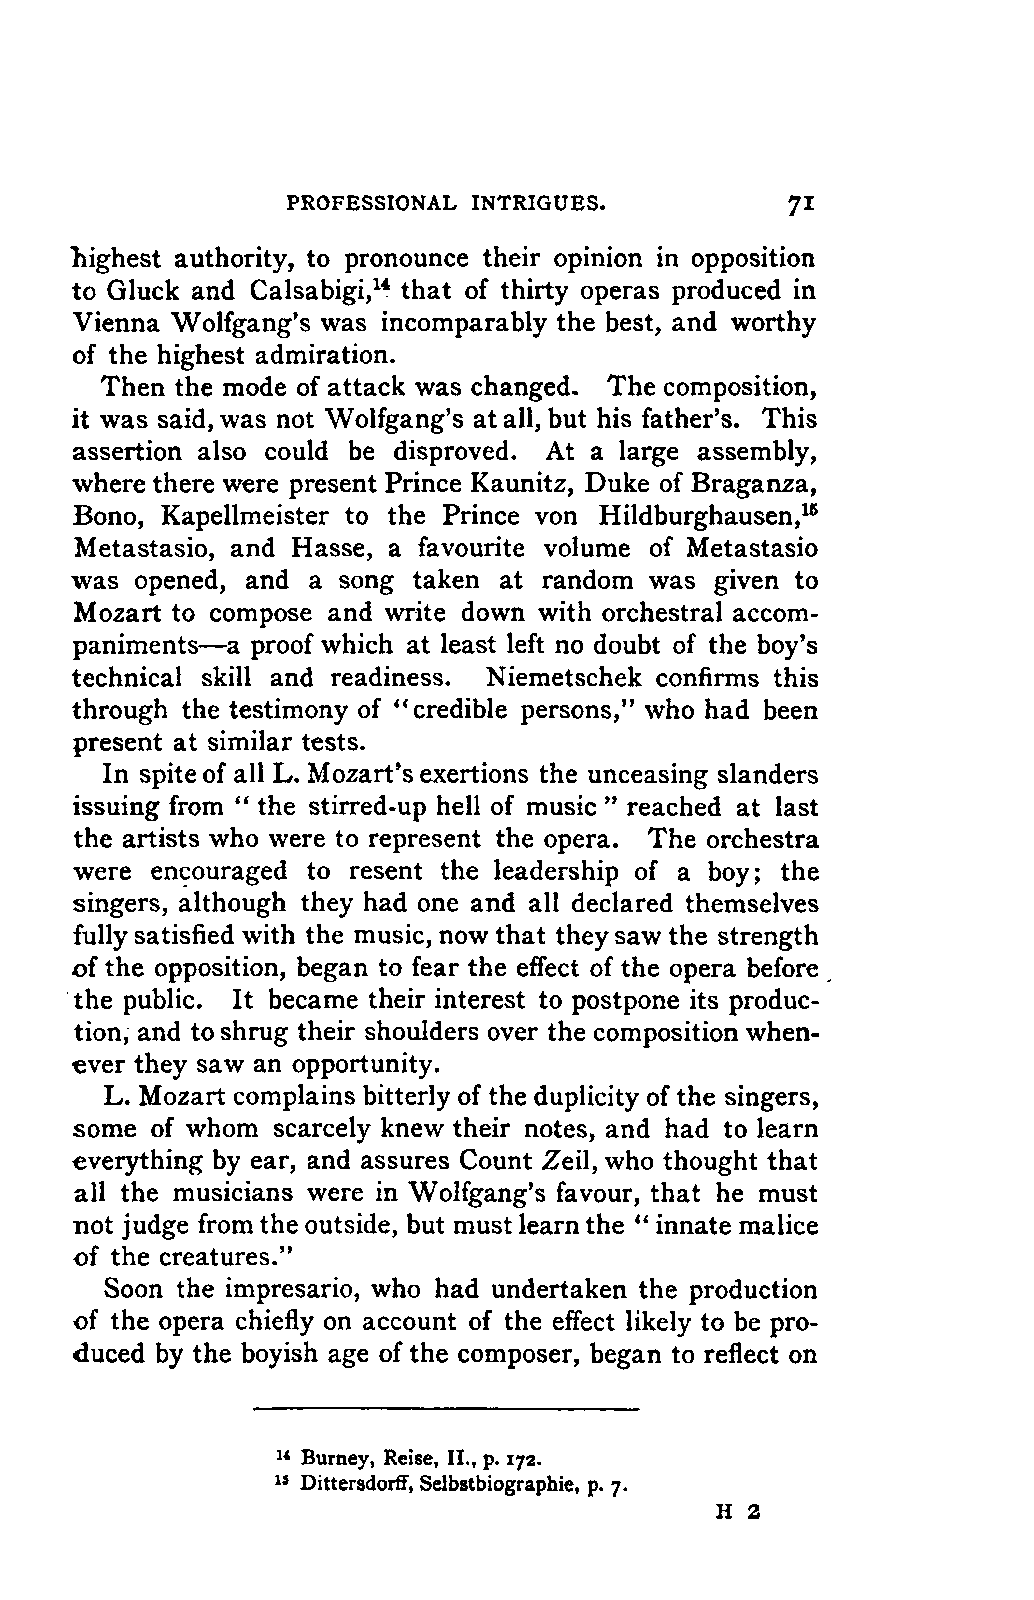 PROFESSIONAL INTRIGUES. 71
highest authority, to pronounce their opinion in opposition
to Gluck and Calsabigi,¹⁴ that of thirty operas produced in
Vienna Wolfgang's was incomparably the best, and worthy
of the highest admiration.
Then the mode of attack was changed. The composition,
it was said, was not Wolfgang's at all, but his father's. This
assertion also could be disproved. At a large assembly,
where there were present Prince Kaunitz, Duke of Braganza,
Bono, Kapellmeister to the Prince von Hildburghausen,¹⁵
Metastasio, and Hasse, a favourite volume of Metastasio
was opened, and a song taken at random was given to
Mozart to compose and write down with orchestral accom-
paniments—a proof which at least left no doubt of the boy's
technical skill and readiness. Niemetschek confirms this
through the testimony of "credible persons," who had been
present at similar tests.
In spite of all L. Mozart's exertions the unceasing slanders
issuing from " the stirred-up hell of music " reached at last
the artists who were to represent the opera. The orchestra
were encouraged to resent the leadership of a boy; the
singers, although they had one and all declared themselves
fully satisfied with the music, now that they saw the strength
of the opposition, began to fear the effect of the opera before
the public. It became their interest to postpone its produc-
tion, and to shrug their shoulders over the composition when-
ever they saw an opportunity.
L. Mozart complains bitterly of the duplicity of the singers,
some of whom scarcely knew their notes, and had to learn
everything by ear, and assures Count Zeil, who thought that
all the musicians were in Wolfgang's favour, that he must
not judge from the outside, but must learn the " innate malice
of the creatures."
Soon the impresario, who had undertaken the production
of the opera chiefly on account of the effect likely to be pro-
duced by the boyish age of the composer, began to reflect on
¹⁴ Burney, Reise, II., p. 172.
¹⁵ Dittersdorff, Selbstbiographie, p. 7.
H 2